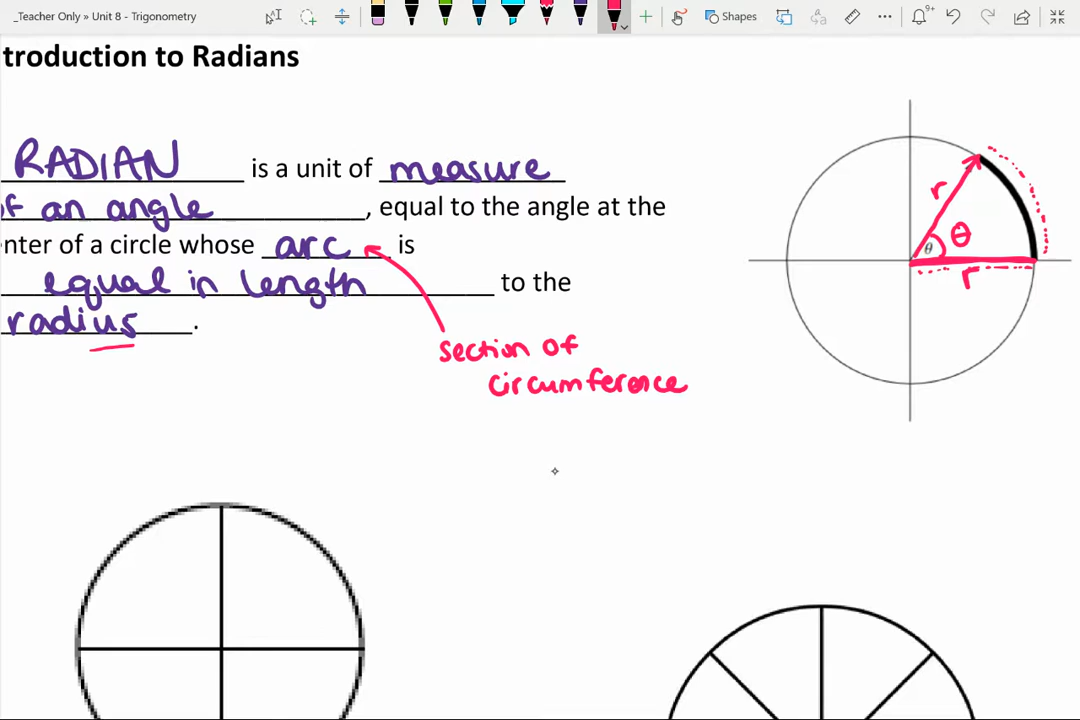 _Teacher Only » Unit 8 - Trigonometry
Shapes
9+
troduction to Radians
RADIAN is a unit of measure
f an angle, equal to the angle at the
nter of a circle whose arc is
equal in length to the
radius.
section of
circumference
r
θ
θ
r